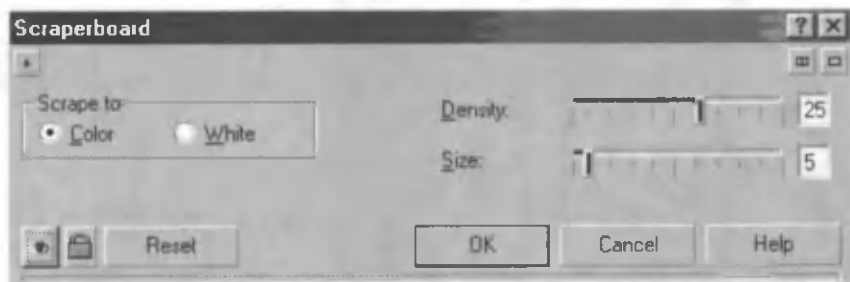 Scraperboard
Scrape to:
Color White
Density: 25
Size: 5
Reset OK Cancel Help